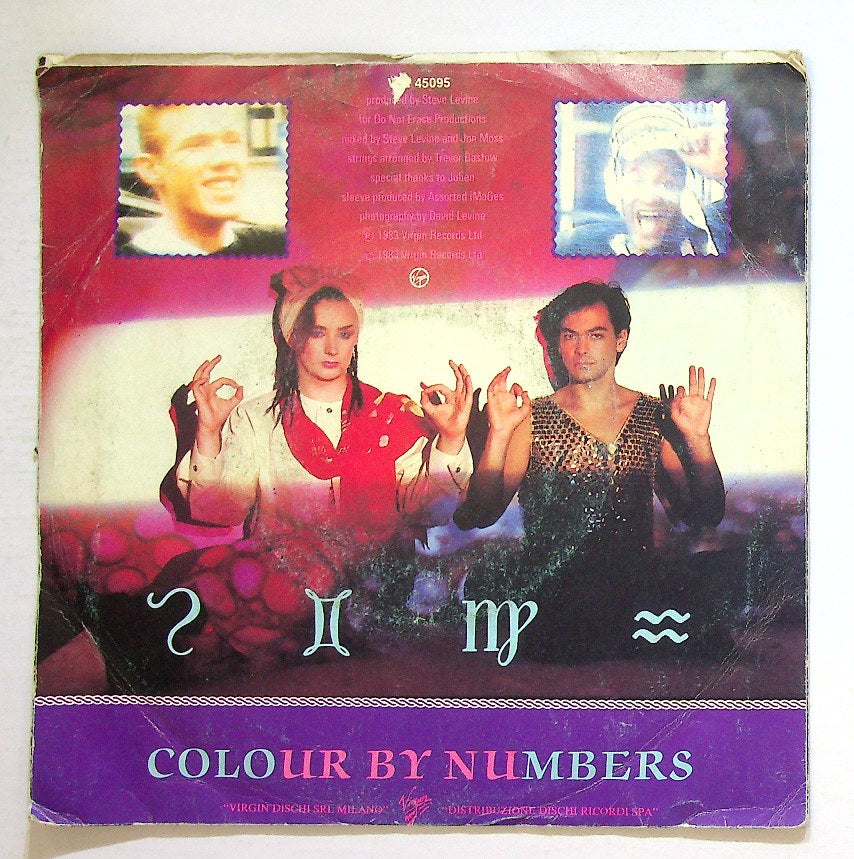 45095
produced by Steve Levine
for Do Not Erase Productions
mixed by Steve Levine and Jon Moss
strings arranged by Trevor Bastow
special thanks to Julian
sleeve produced by Assorted iMaGes
photography by David Levine
℗ 1983 Virgin Records Ltd
© 1983 Virgin Records Ltd
Virgin
COLOUR BY NUMBERS
"VIRGIN DISCHI SRL MILANO" Virgin "DISTRIBUZIONE DISCHI RICORDI SPA"